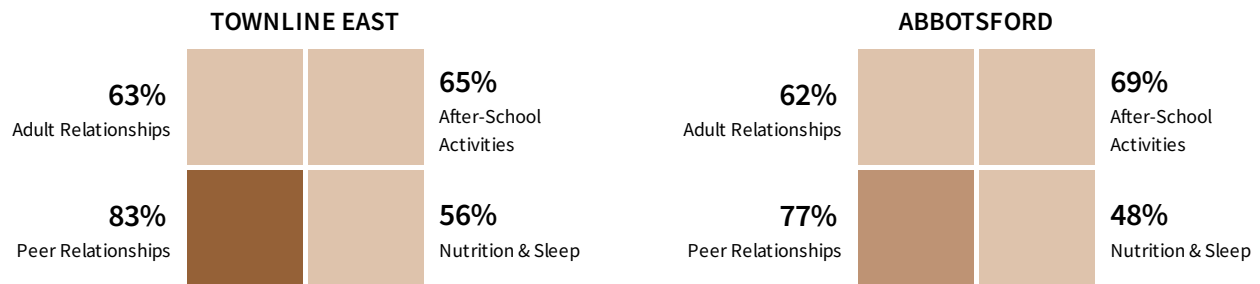 TOWNLINE EAST
63%
Adult Relationships
65%
After-School
Activities
83%
Peer Relationships
56%
Nutrition & Sleep
ABBOTSFORD
62%
Adult Relationships
69%
After-School
Activities
77%
Peer Relationships
48%
Nutrition & Sleep